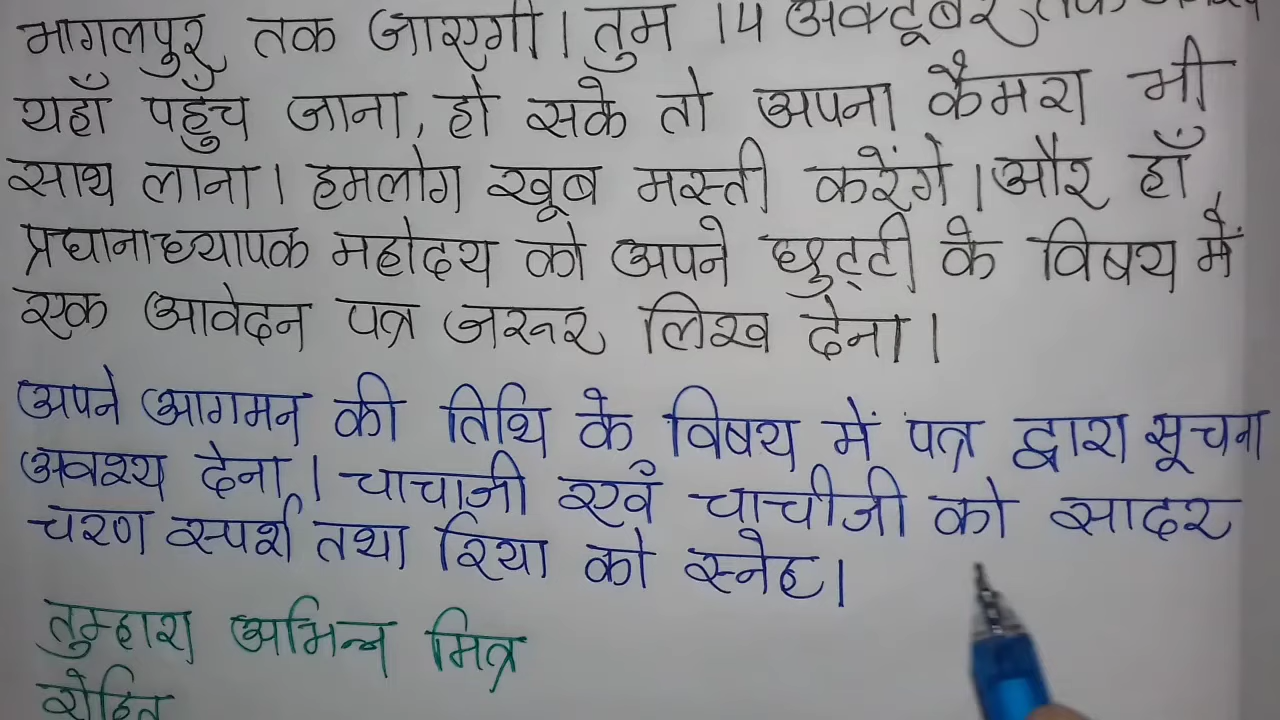 भागलपुर तक जाएगी। तुम 14 अक्टूबर तक
यहाँ पहुँच जाना, हो सके तो अपना कैमरा भी
साथ लाना। हमलोग खूब मस्ती करेंगे। और हाँ,
प्रधानाध्यापक महोदय को अपने छुट्टी के विषय में
एक आवेदन पत्र जरूर लिख देना।
अपने आगमन की तिथि के विषय में पत्र द्वारा सूचना
अवश्य देना। चाचाजी एवँ चाचीजी को सादर
चरण स्पर्श तथा रिया को स्नेह।
तुम्हारा अभिन्न मित्र
रोहित